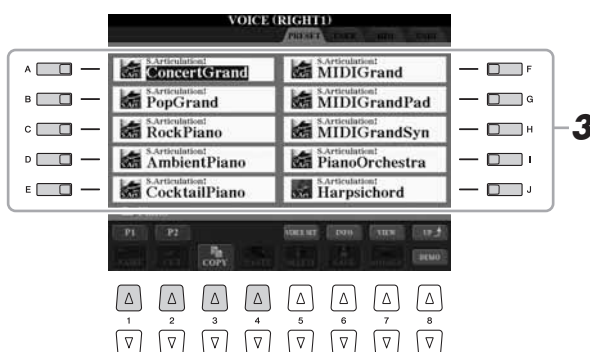 VOICE (RIGHT1)
PRESET USER
A S.Articulation! ConcertGrand S.Articulation! MIDIGrand F
B S.Articulation! PopGrand S.Articulation! MIDIGrandPad G
C S.Articulation! RockPiano S.Articulation! MIDIGrandSyn H
3
D S.Articulation! AmbientPiano S.Articulation! PianoOrchestra I
E S.Articulation! CocktailPiano S.Articulation! Harpsichord J
P1 P2 VOICE SET INFO VIEW UP
COPY DEMO
1 2 3 4 5 6 7 8